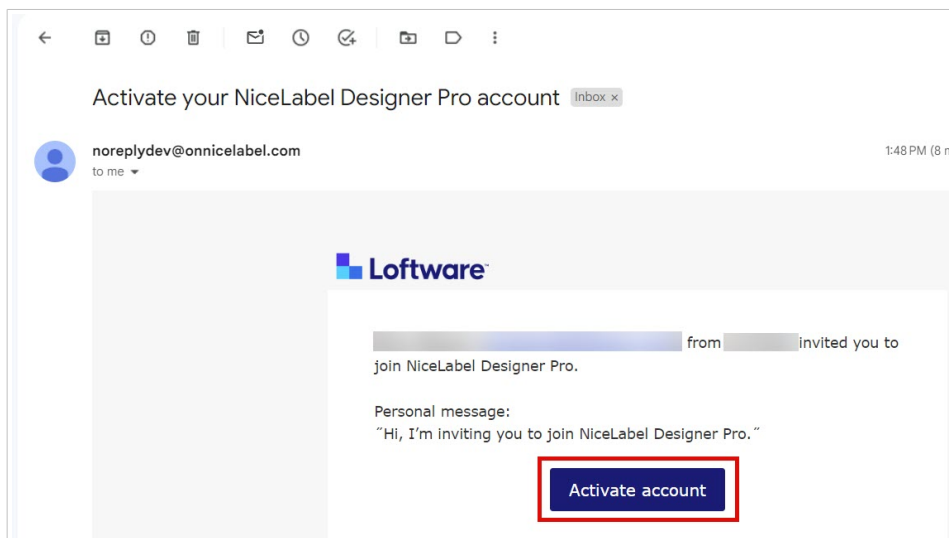 Activate your NiceLabel Designer Pro account Inbox ×
noreplydev@onnicelabel.com
1:48 PM (8
to me
Loftware
from invited you to
join NiceLabel Designer Pro.
Personal message:
˝Hi, I’m inviting you to join NiceLabel Designer Pro.˝
Activate account